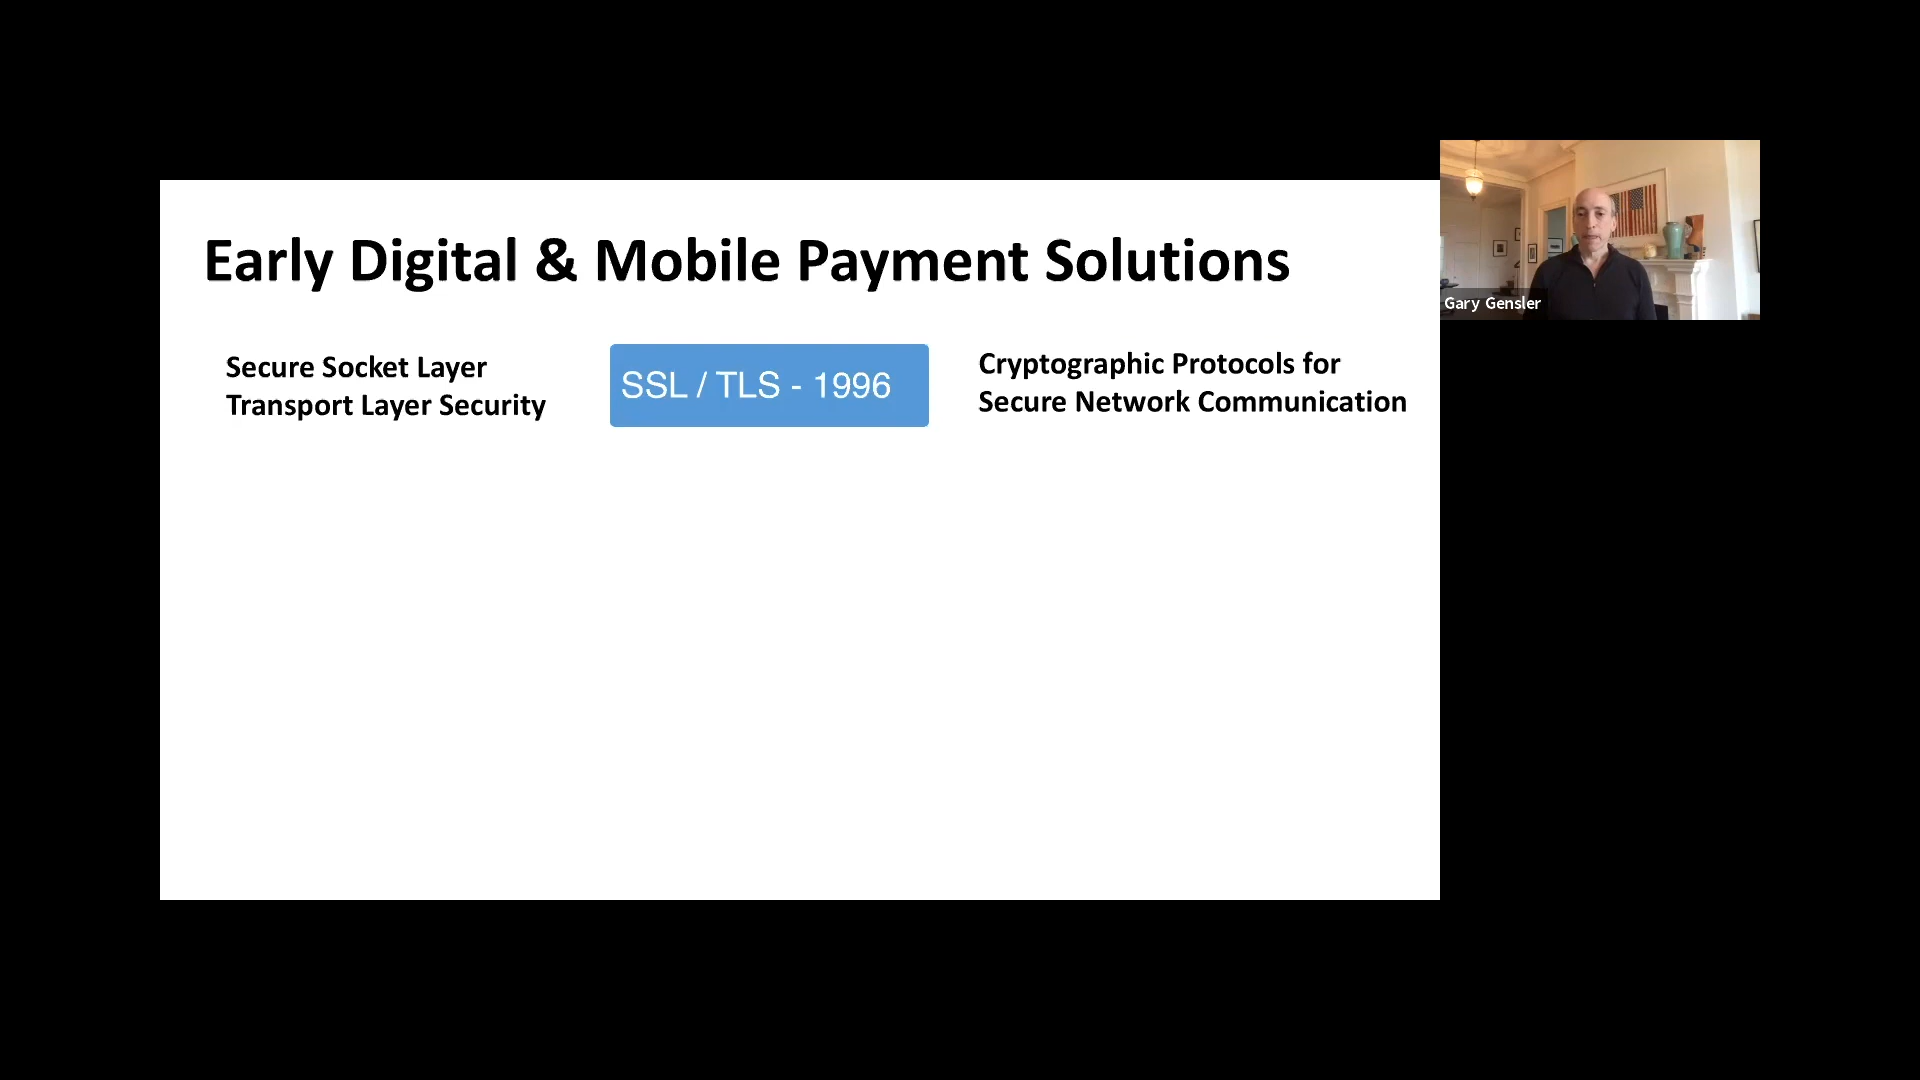 Early Digital & Mobile Payment Solutions
Secure Socket Layer
Transport Layer Security
SSL / TLS - 1996
Cryptographic Protocols for
Secure Network Communication
Gary Gensler